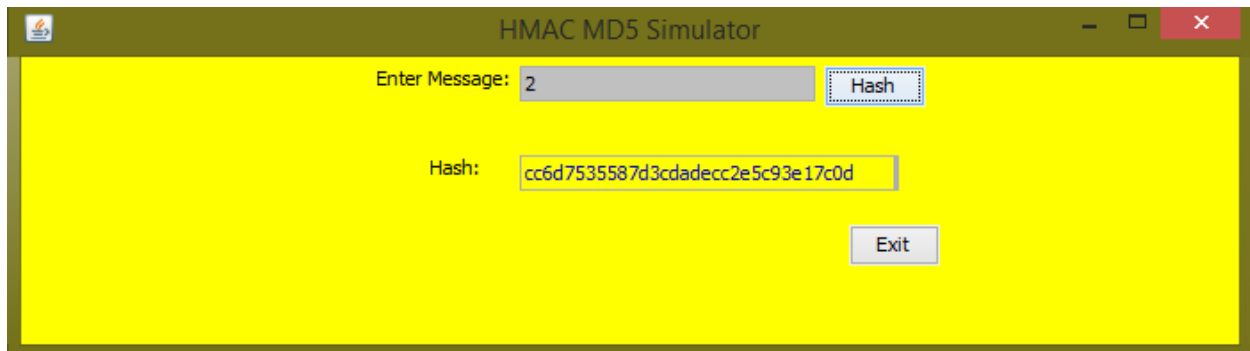 HMAC MD5 Simulator
Enter Message: 2 Hash
Hash: cc6d7535587d3cdadecc2e5c93e17c0d
Exit